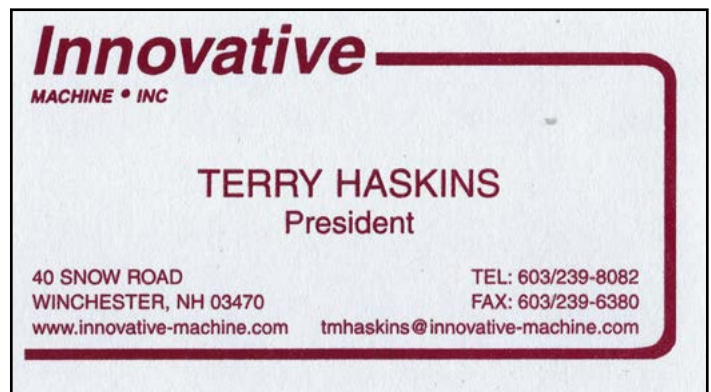 Innovative
MACHINE • INC
TERRY HASKINS
President
40 SNOW ROAD
WINCHESTER, NH 03470
www.innovative-machine.com
TEL: 603/239-8082
FAX: 603/239-6380
tmhaskins@innovative-machine.com